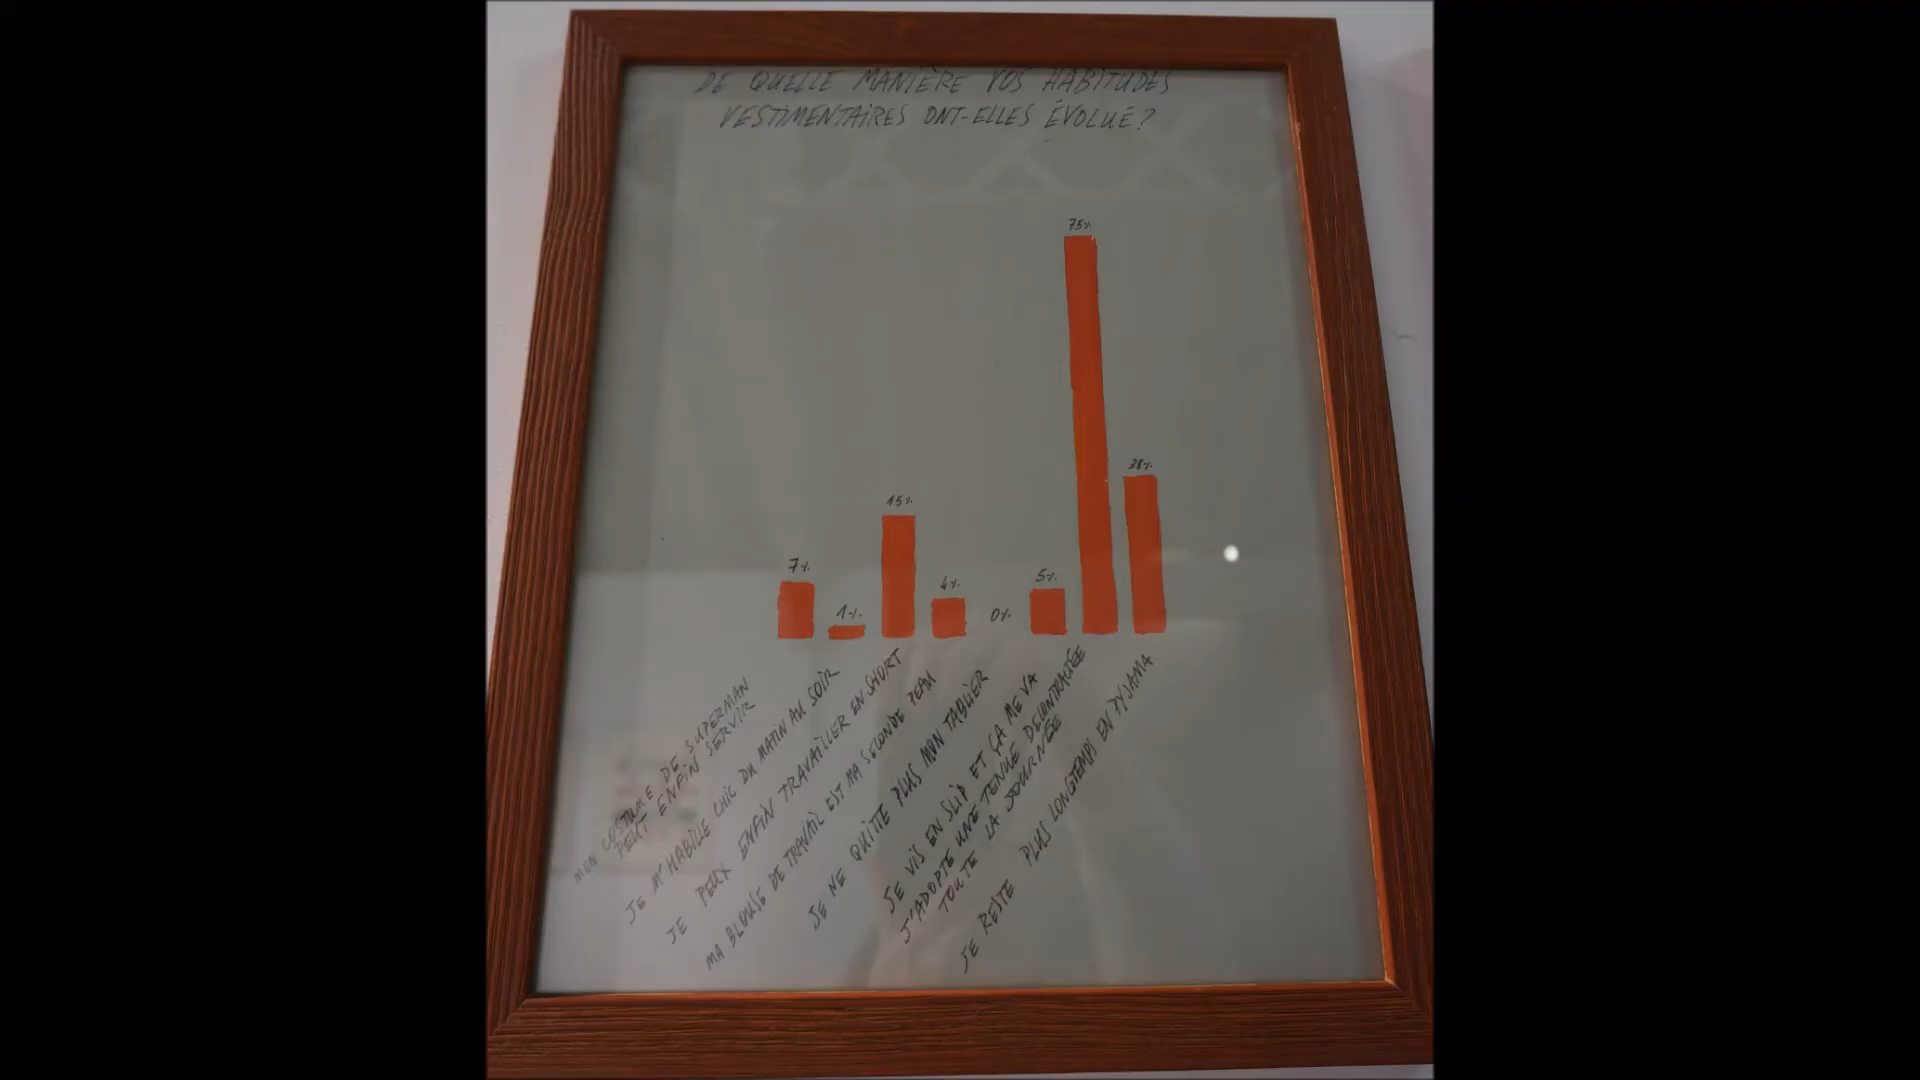 DE QUELLE MANIÈRE VOS HABITUDES
VESTIMENTAIRES ONT-ELLES ÉVOLUÉ?
75%
38%
15%
7%
4%
5%
1%
0%
MON COSTUME DE SUPERMAN
PEUT ENFIN SERVIR
JE M'HABILLE CHIC DU MATIN AU SOIR
JE PEUX ENFIN TRAVAILLER EN SHORT
MA BLOUSE DE TRAVAIL EST MA SECONDE PEAU
JE NE QUITTE PLUS MON TABLIER
JE VIS EN SLIP ET ÇA ME VA
J'ADOPTE UNE TENUE DECONTRACTÉE
TOUTE LA JOURNÉE
JE RESTE PLUS LONGTEMPS EN PYJAMA